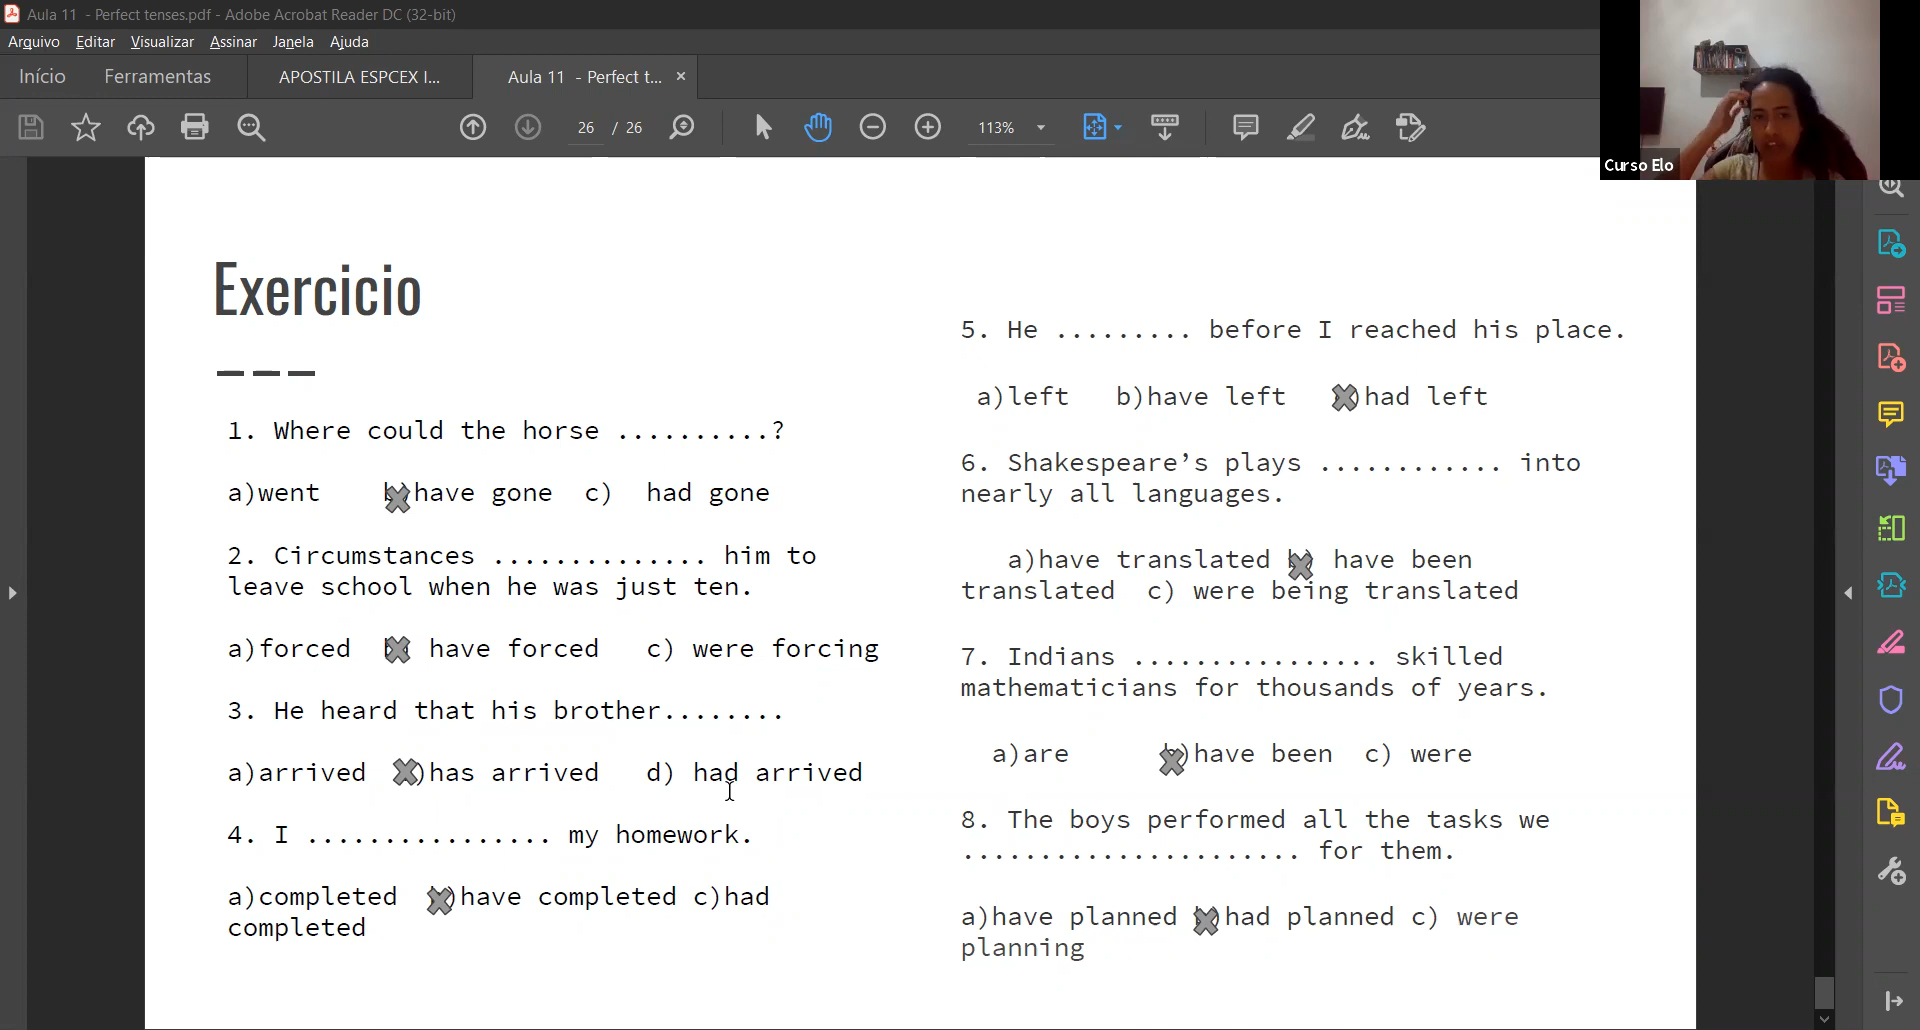 Aula 11 - Perfect tenses.pdf - Adobe Acrobat Reader DC (32-bit)
Arquivo Editar Visualizar Assinar Janela Ajuda
Início Ferramentas APOSTILA ESPCEX I... Aula 11 - Perfect t... ×
26 / 26 113%
Curso Elo
Exercicio
1. Where could the horse ..........?
a)went have gone c) had gone
2. Circumstances .............. him to
leave school when he was just ten.
a)forced have forced c) were forcing
3. He heard that his brother........
a)arrived )has arrived d) had arrived
4. I ................ my homework.
a)completed )have completed c)had
completed
5. He ......... before I reached his place.
a)left b)have left )had left
6. Shakespeare’s plays ............ into
nearly all languages.
a)have translated have been
translated c) were being translated
7. Indians ................ skilled
mathematicians for thousands of years.
a)are )have been c) were
8. The boys performed all the tasks we
...................... for them.
a)have planned )had planned c) were
planning